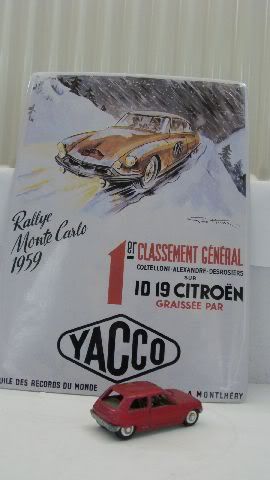 Rallye
Monte Carlo
1959
1er CLASSEMENT GÉNÉRAL
COLTELLONI-ALEXANDRE-DESROSIERS
SUR
ID 19 CITROËN
GRAISSÉE PAR
YACCO
UILE DES RECORDS DU MONDE
A MONTLHÉRY